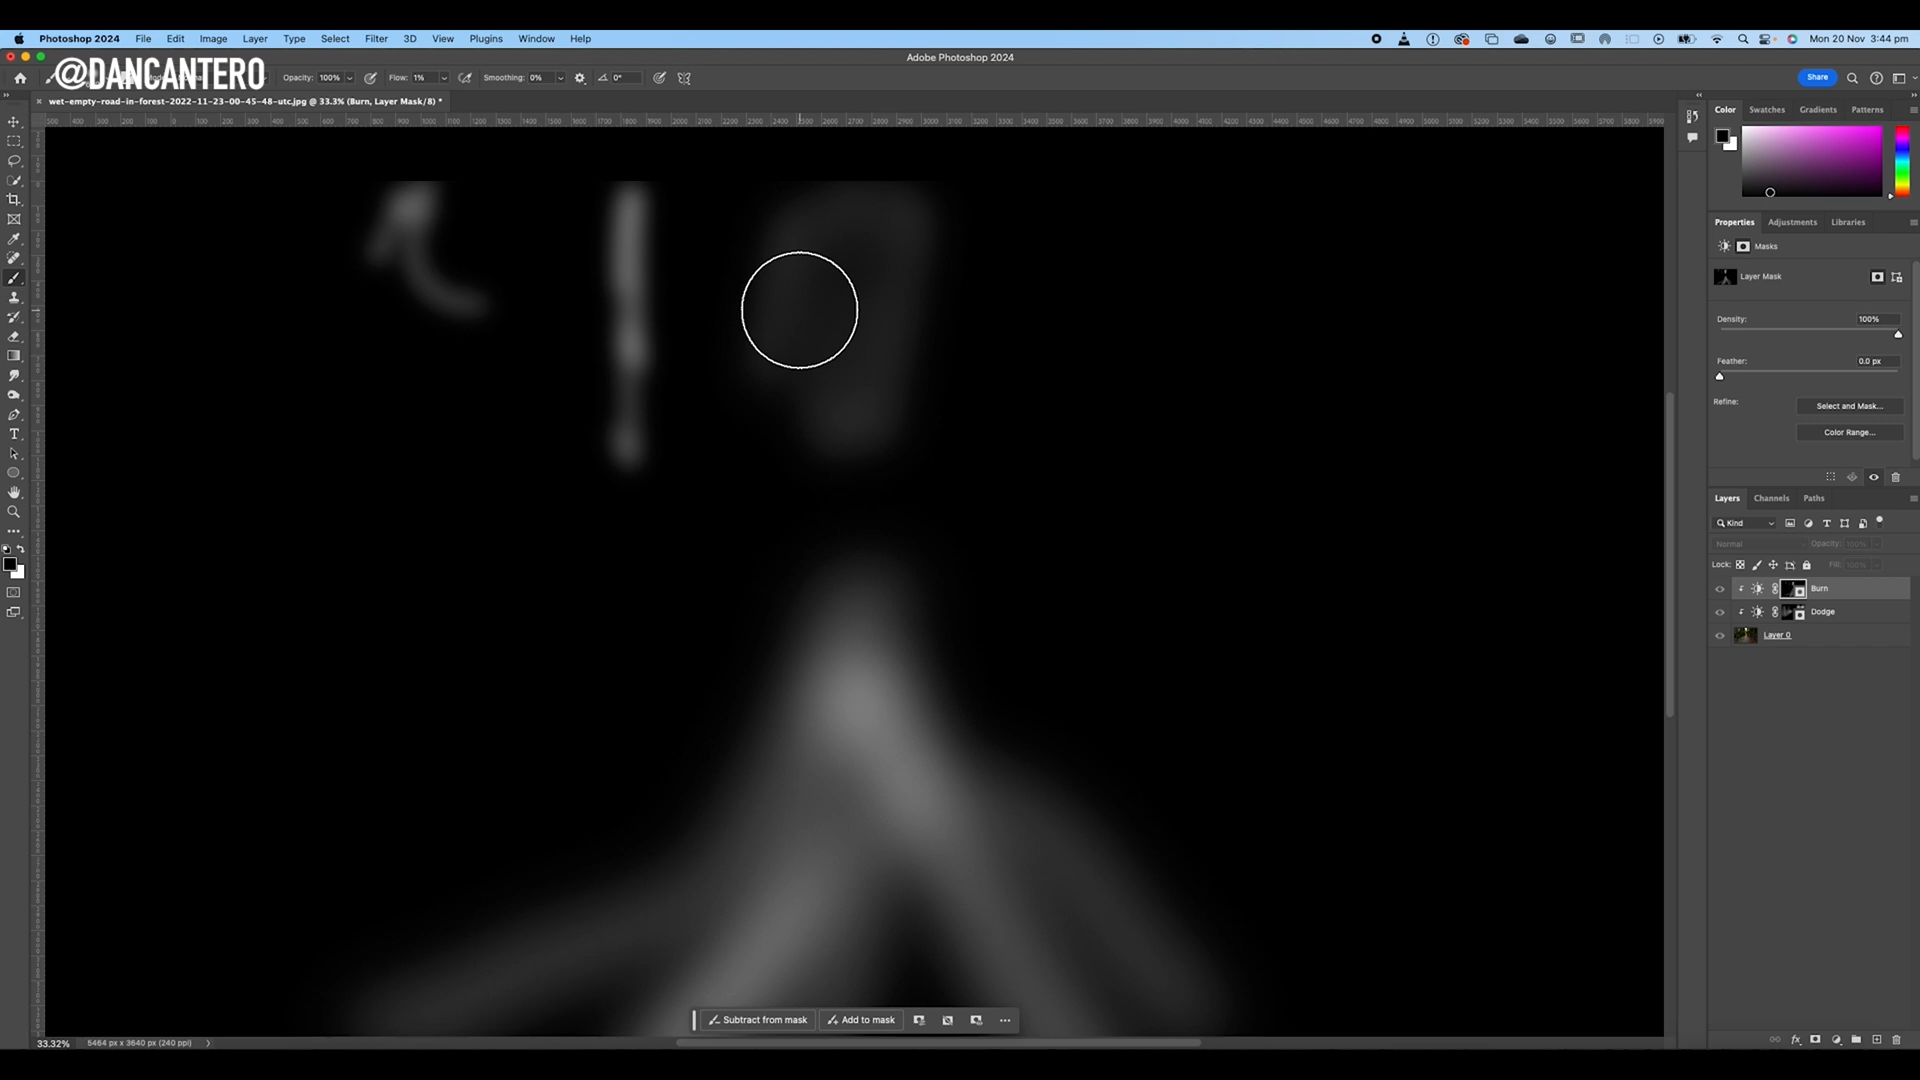 Photoshop 2024 File Edit Image Layer Type Select Filter 3D View Plugins Window Help Mon 20 Nov 3:44 pm
Adobe Photoshop 2024
@DANCANTERO
Opacity: 100% Flow: 1% Smoothing: 0% 0° Share
wet-empty-road-in-forest-2022-11-23-00-45-48-utc.jpg @ 33.3% (Burn, Layer Mask/8) *
Color Swatches Gradients Patterns
Properties Adjustments Libraries
Masks
Layer Mask
Density: 100%
Feather: 0.0 px
Refine: Select and Mask...
Color Range...
Layers Channels Paths
Kind
Normal Opacity: 100%
Lock: Fill: 100%
Burn
Dodge
Layer 0
Subtract from mask Add to mask
33.32% 5464 px x 3640 px (240 ppi)